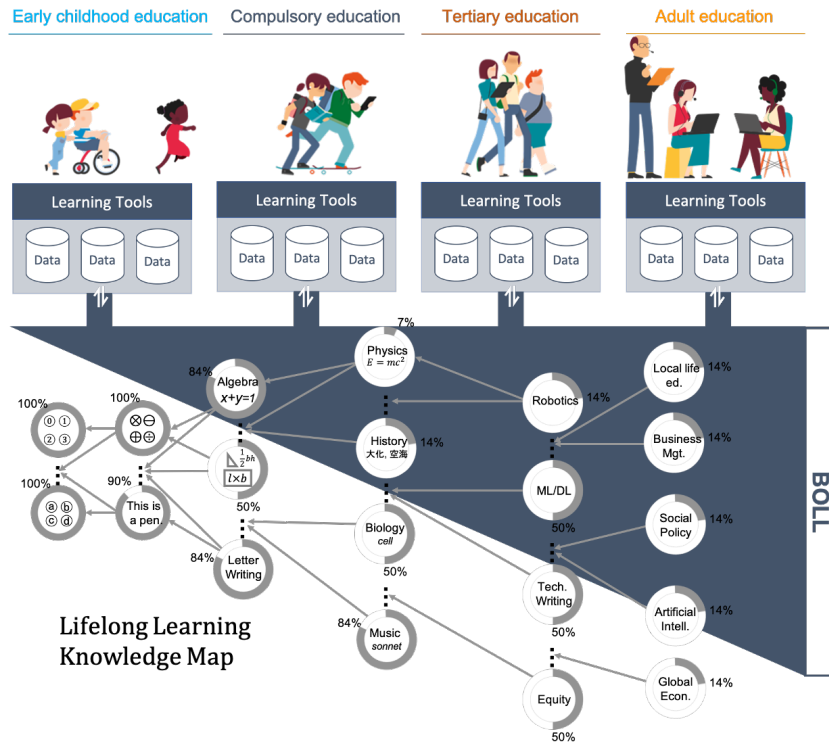 Early childhood education
Compulsory education
Tertiary education
Adult education
Learning Tools
Learning Tools
Learning Tools
Learning Tools
Data
Data
Data
Data
Data
Data
Data
Data
Data
Data
Data
Data
7%
Physics
E = mc²
84%
Algebra
x+y=1
14%
Local life
ed.
14%
Robotics
100%
⓪ ①
② ③
100%
⊗⊖
⊕⊕
14%
History
大化, 空海
14%
Business
Mgt.
½bh
l×b
50%
100%
ⓐ ⓑ
ⓒ ⓓ
90%
This is
a pen.
ML/DL
50%
BOLL
14%
Social
Policy
Biology
cell
50%
84%
Letter
Writing
Tech.
Writing
50%
14%
Artificial
Intell.
Lifelong Learning
Knowledge Map
84%
Music
sonnet
14%
Global
Econ.
Equity
50%